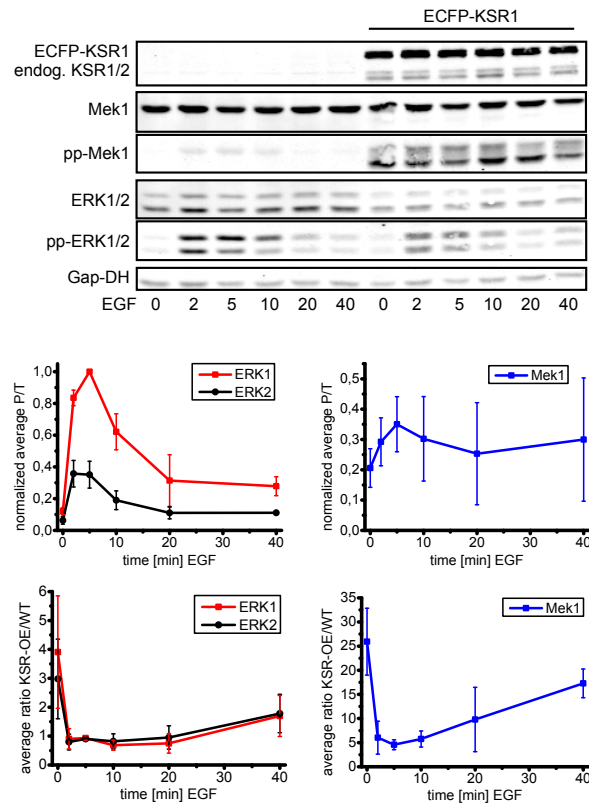 ECFP-KSR1
ECFP-KSR1
endog. KSR1/2
Mek1
pp-Mek1
ERK1/2
pp-ERK1/2
Gap-DH
EGF 0 2 5 10 20 40 0 2 5 10 20 40
normalized average P/T
1,0
0,8
0,6
0,4
0,2
0,0
ERK1
ERK2
0 10 20 30 40
time [min] EGF
normalized average P/T
0,5
0,4
0,3
0,2
0,1
0,0
Mek1
0 10 20 30 40
time [min] EGF
average ratio KSR-OE/WT
6
5
4
3
2
1
0
ERK1
ERK2
0 10 20 30 40
time [min] EGF
average ratio KSR-OE/WT
35
30
25
20
15
10
5
0
Mek1
0 10 20 30 40
time [min] EGF